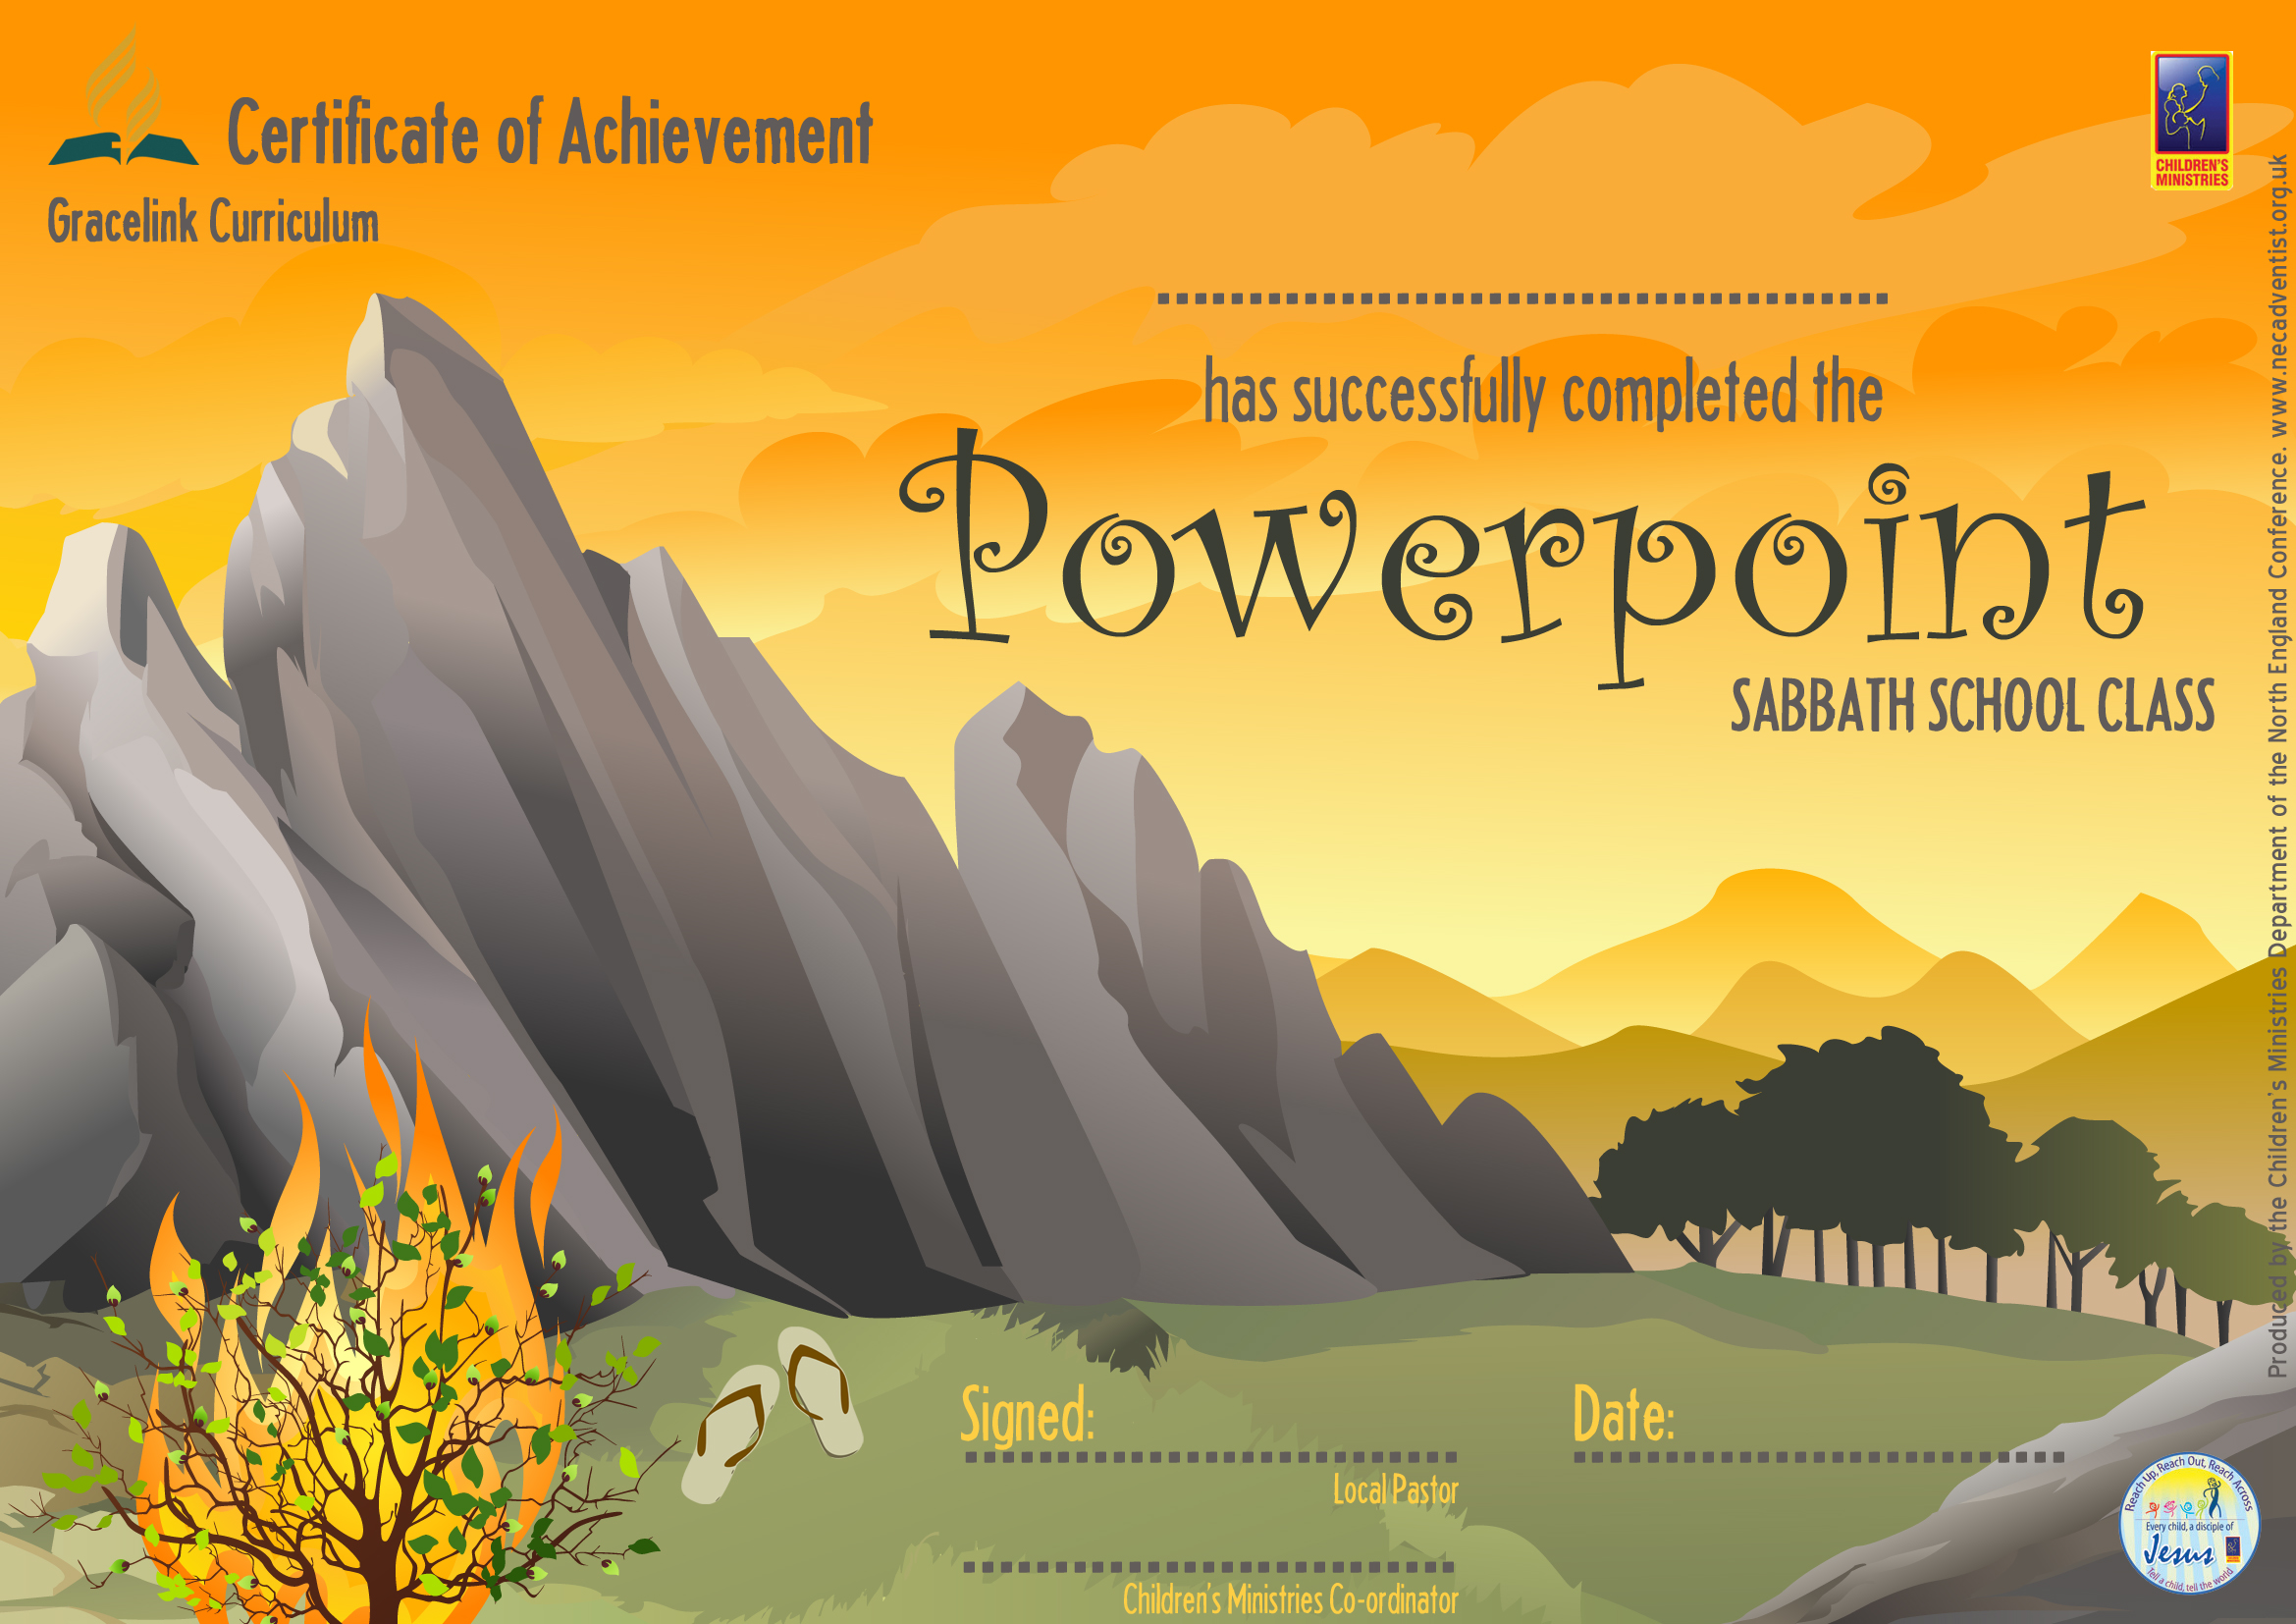 Certificate of Achievement
Gracelink Curriculum
CHILDREN'S
MINISTRIES
has successfully completed the
Powerpoint
SABBATH SCHOOL CLASS
Signed:
Date:
Local Pastor
Children's Ministries Co-ordinator
Reach Up, Reach Out, Reach Across
Every child, a disciple of
Jesus
Tell a child, tell the world
Produced by the Children's Ministries Department of the North England Conference. www.necadventist.org.uk